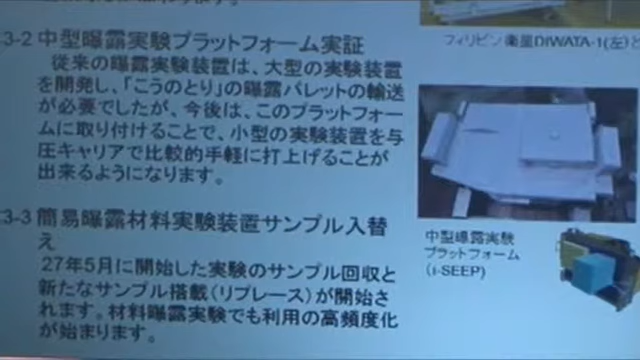 フィリピン衛星DIWATA-1(左)と
3-2 中型曝露実験プラットフォーム実証
従来の曝露実験装置は、大型の実験装置
を開発し、「こうのとり」の曝露パレットの輸送
が必要でしたが、今後は、このプラットフォー
ムに取り付けることで、小型の実験装置を与
圧キャリアで比較的手軽に打上げることが
出来るようになります。
中型曝露実験
プラットフォーム
(i-SEEP)
3-3 簡易曝露材料実験装置サンプル入替
え
27年5月に開始した実験のサンプル回収と
新たなサンプル搭載(リプレース)が開始さ
れます。材料曝露実験でも利用の高頻度化
が始まります。